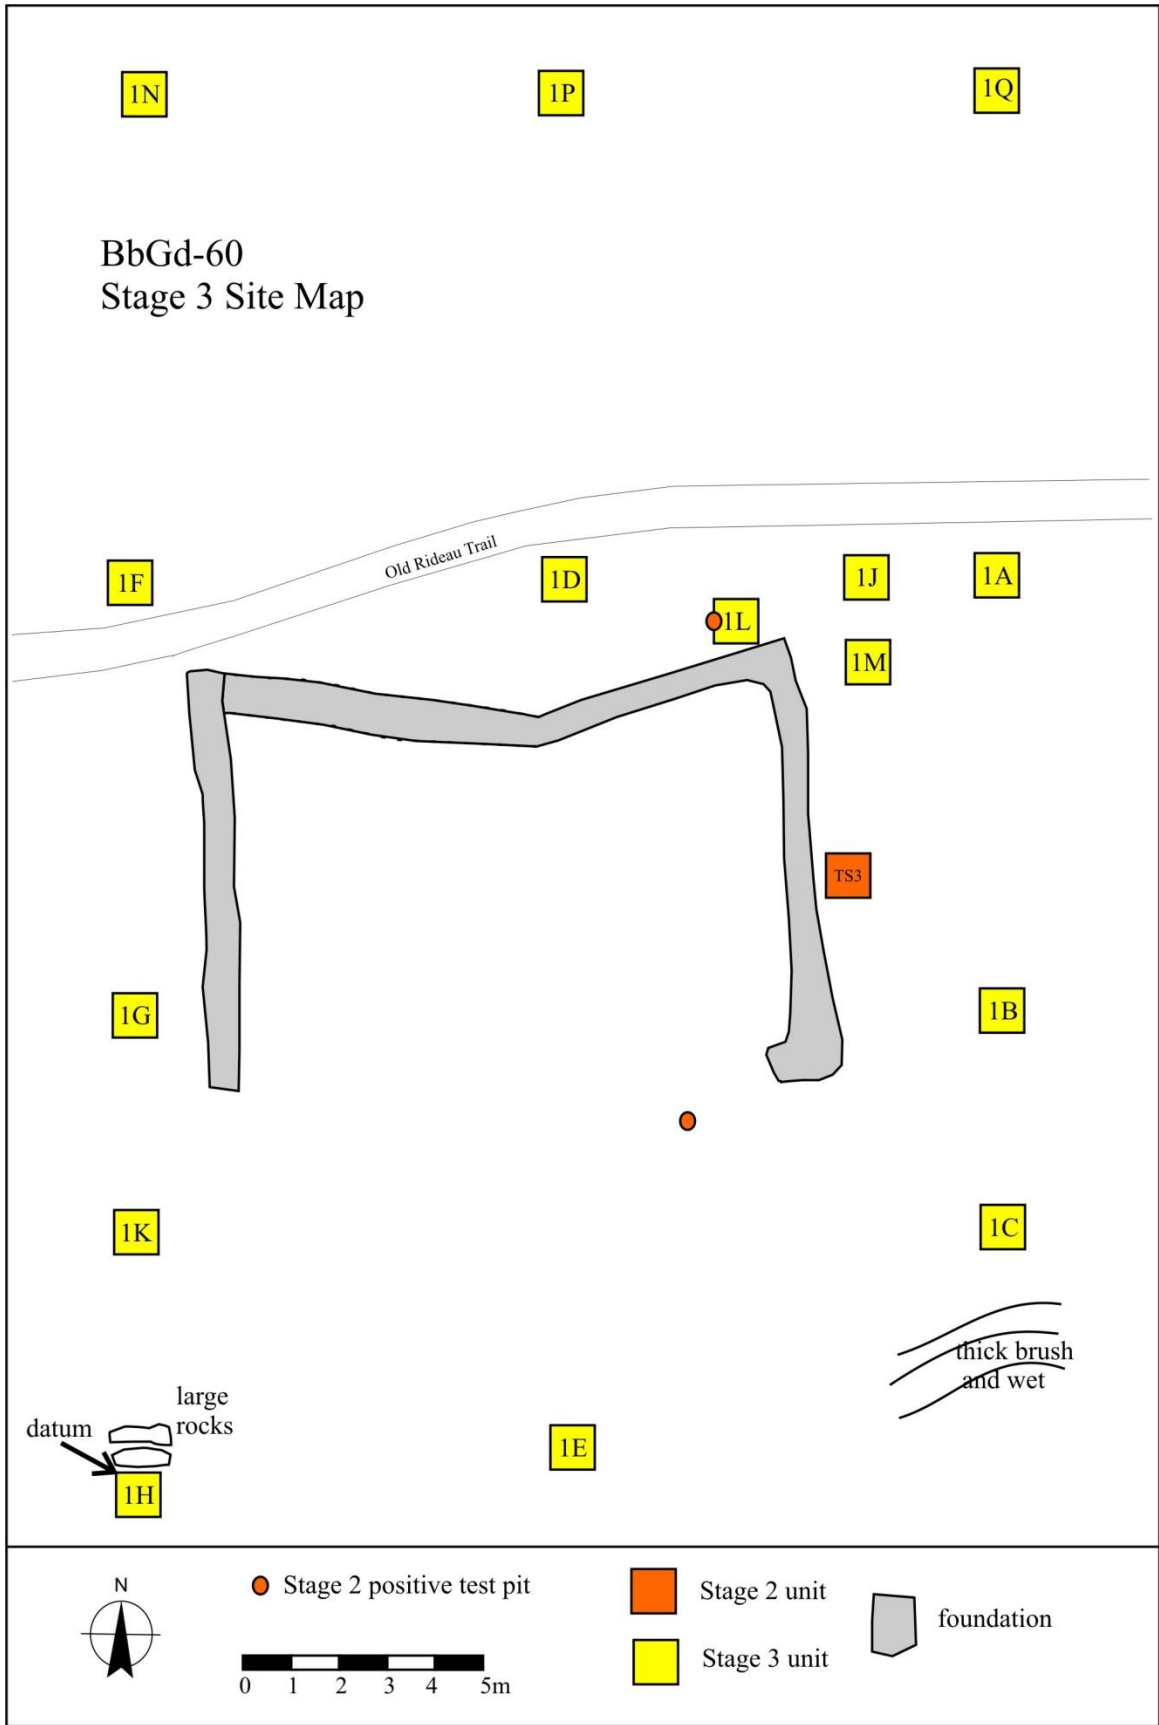 1N
1P
1Q
BbGd-60
Stage 3 Site Map
Old Rideau Trail
1F
1D
1J
1A
1L
1M
TS3
1G
1B
1K
1C
thick brush
and wet
large
rocks
datum
1E
1H
N
Stage 2 positive test pit
Stage 2 unit
foundation
Stage 3 unit
0 1 2 3 4 5m